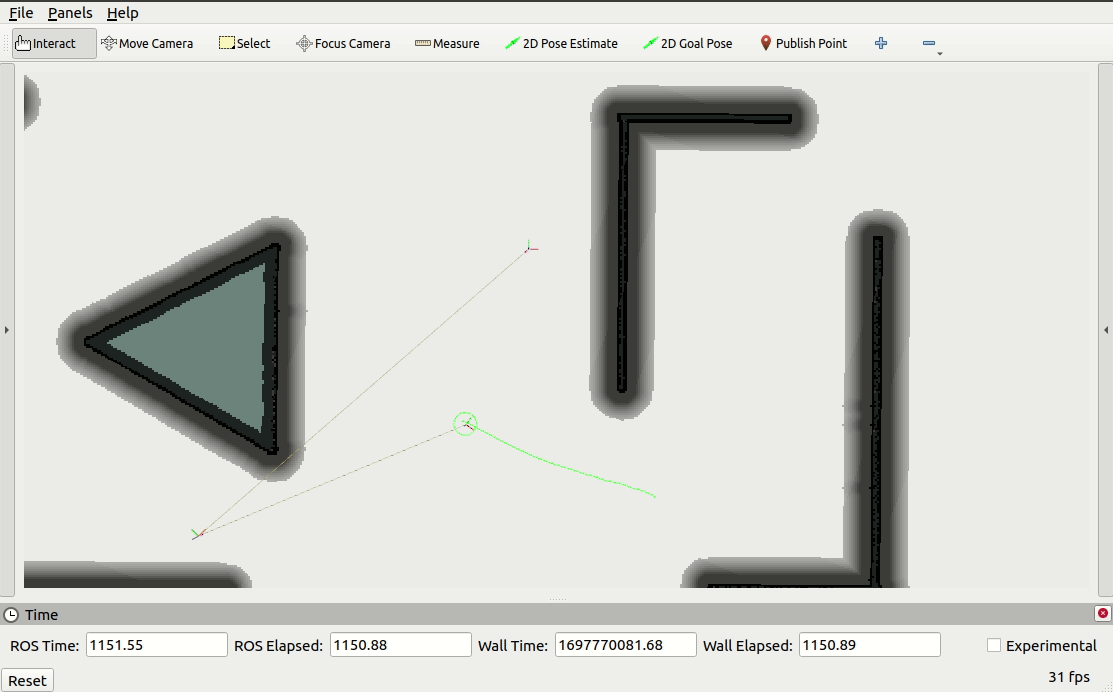 File Panels Help
Interact Move Camera Select Focus Camera Measure 2D Pose Estimate 2D Goal Pose Publish Point
Time
ROS Time: 1151.55 ROS Elapsed: 1150.88 Wall Time: 1697770081.68 Wall Elapsed: 1150.89 Experimental
Reset 31 fps